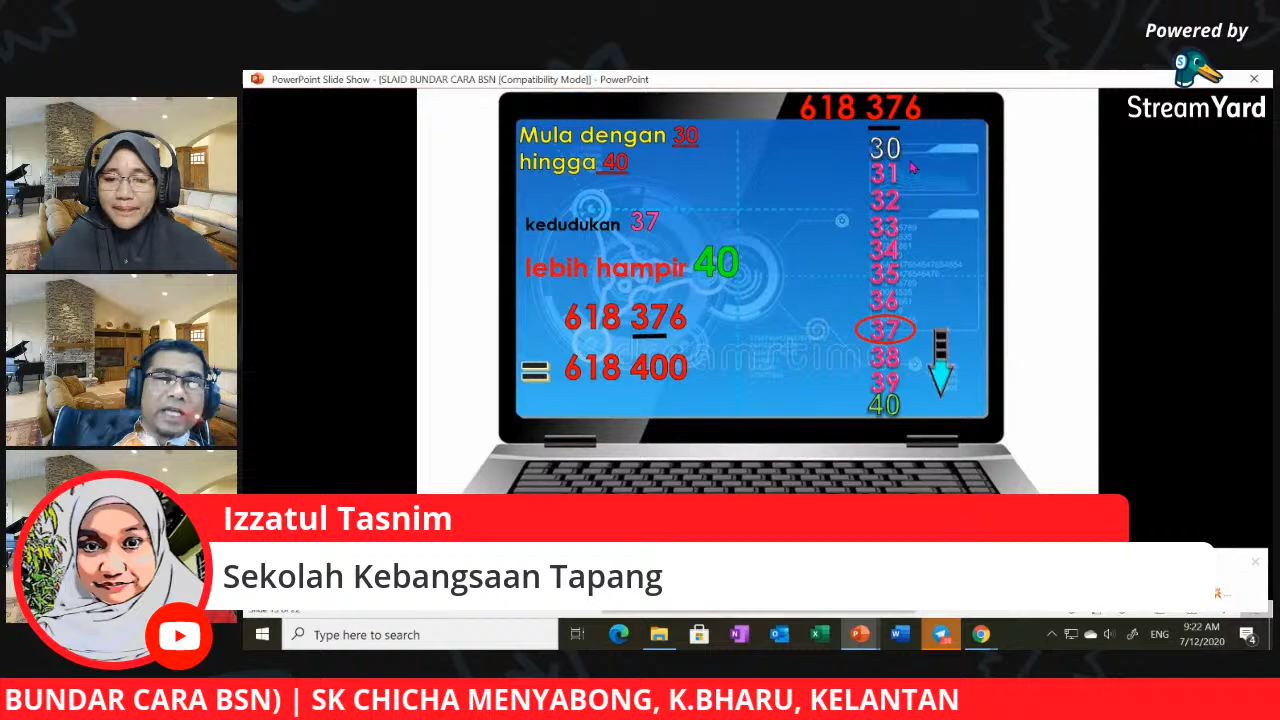 Powered by
StreamYard
PowerPoint Slide Show - [SLAID BUNDAR CARA BSN [Compatibility Mode]] - PowerPoint
618 376
Mula dengan 30
hingga 40
kedudukan 37
lebih hampir 40
618 376
= 618 400
30
31
32
33
34
35
36
37
38
39
40
Izzatul Tasnim
Sekolah Kebangsaan Tapang
Type here to search
ENG
9:22 AM
7/12/2020
4
BUNDAR CARA BSN) | SK CHICHA MENYABONG, K.BHARU, KELANTAN